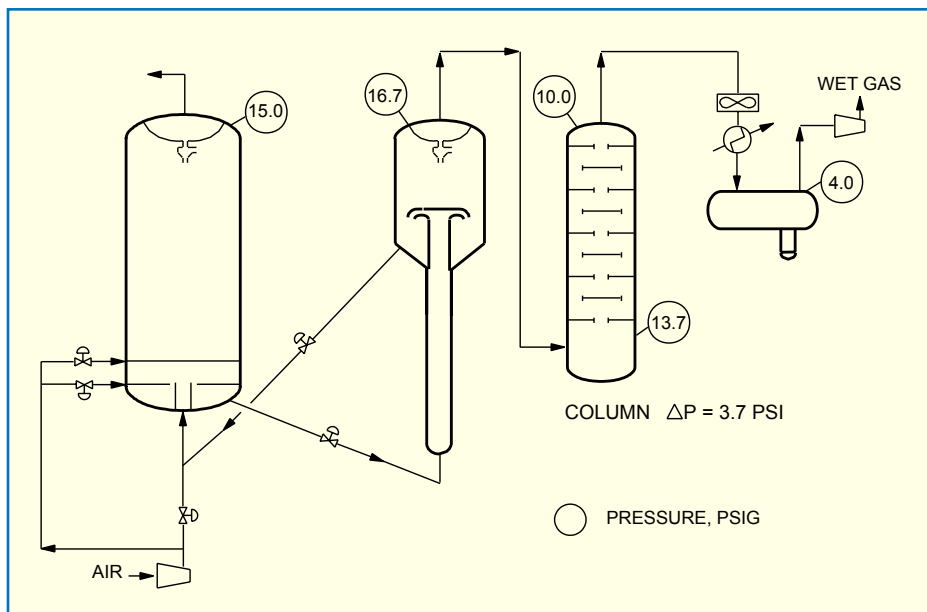 WET GAS
15.0
16.7
10.0
4.0
13.7
COLUMN △P = 3.7 PSI
PRESSURE, PSIG
AIR